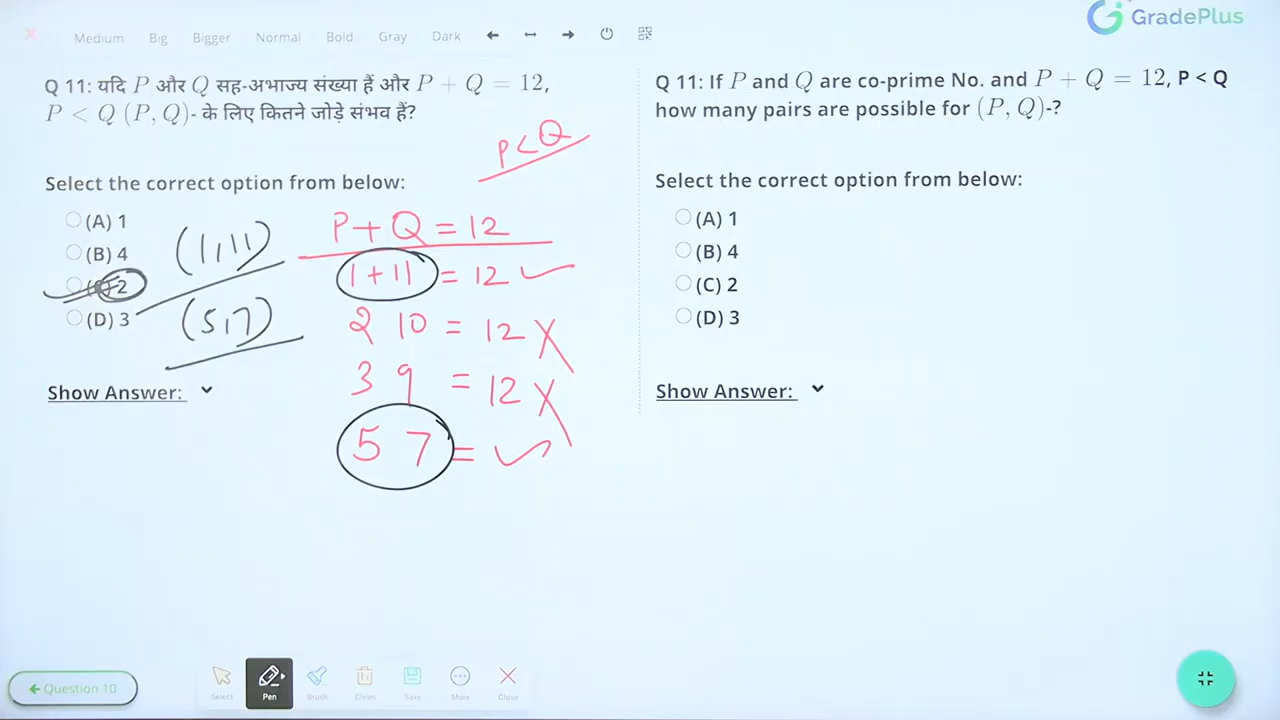 Medium Big Bigger Normal Bold Gray Dark
GradePlus
Q 11: यदि P और Q सह-अभाज्य संख्या हैं और P + Q = 12,
P < Q (P, Q)- के लिए कितने जोड़े संभव हैं?
P < Q
Select the correct option from below:
(A) 1
(B) 4
2
(D) 3
(1,11)
(5,7)
P + Q = 12
1 + 11 = 12 ✓
2 10 = 12 X
3 9 = 12 X
5 7 = ✓
Show Answer:
Q 11: If P and Q are co-prime No. and P + Q = 12, P < Q
how many pairs are possible for (P, Q)-?
Select the correct option from below:
(A) 1
(B) 4
(C) 2
(D) 3
Show Answer:
Question 10
Select Pen Brush Clean Save More Close